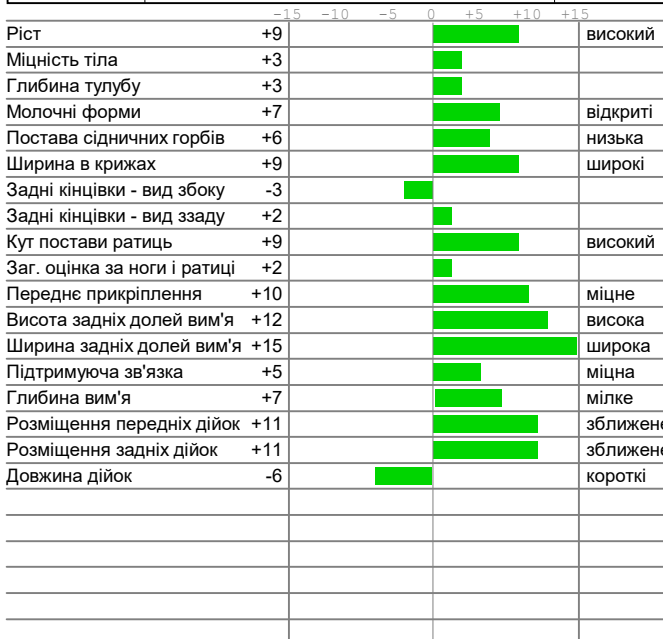 -15 -10 -5 0 +5 +10 +15
Ріст +9 високий
Міцність тіла +3
Глибина тулубу +3
Молочні форми +7 відкриті
Постава сідничних горбів +6 низька
Ширина в крижах +9 широкі
Задні кінцівки - вид збоку -3
Задні кінцівки - вид ззаду +2
Кут постави ратиць +9 високий
Заг. оцінка за ноги і ратиці +2
Переднє прикріплення +10 міцне
Висота задніх долей вим'я +12 висока
Ширина задніх долей вим'я +15 широка
Підтримуюча зв'язка +5 міцна
Глибина вим'я +7 мілке
Розміщення передніх дійок +11 зближене
Розміщення задніх дійок +11 зближене
Довжина дійок -6 короткі